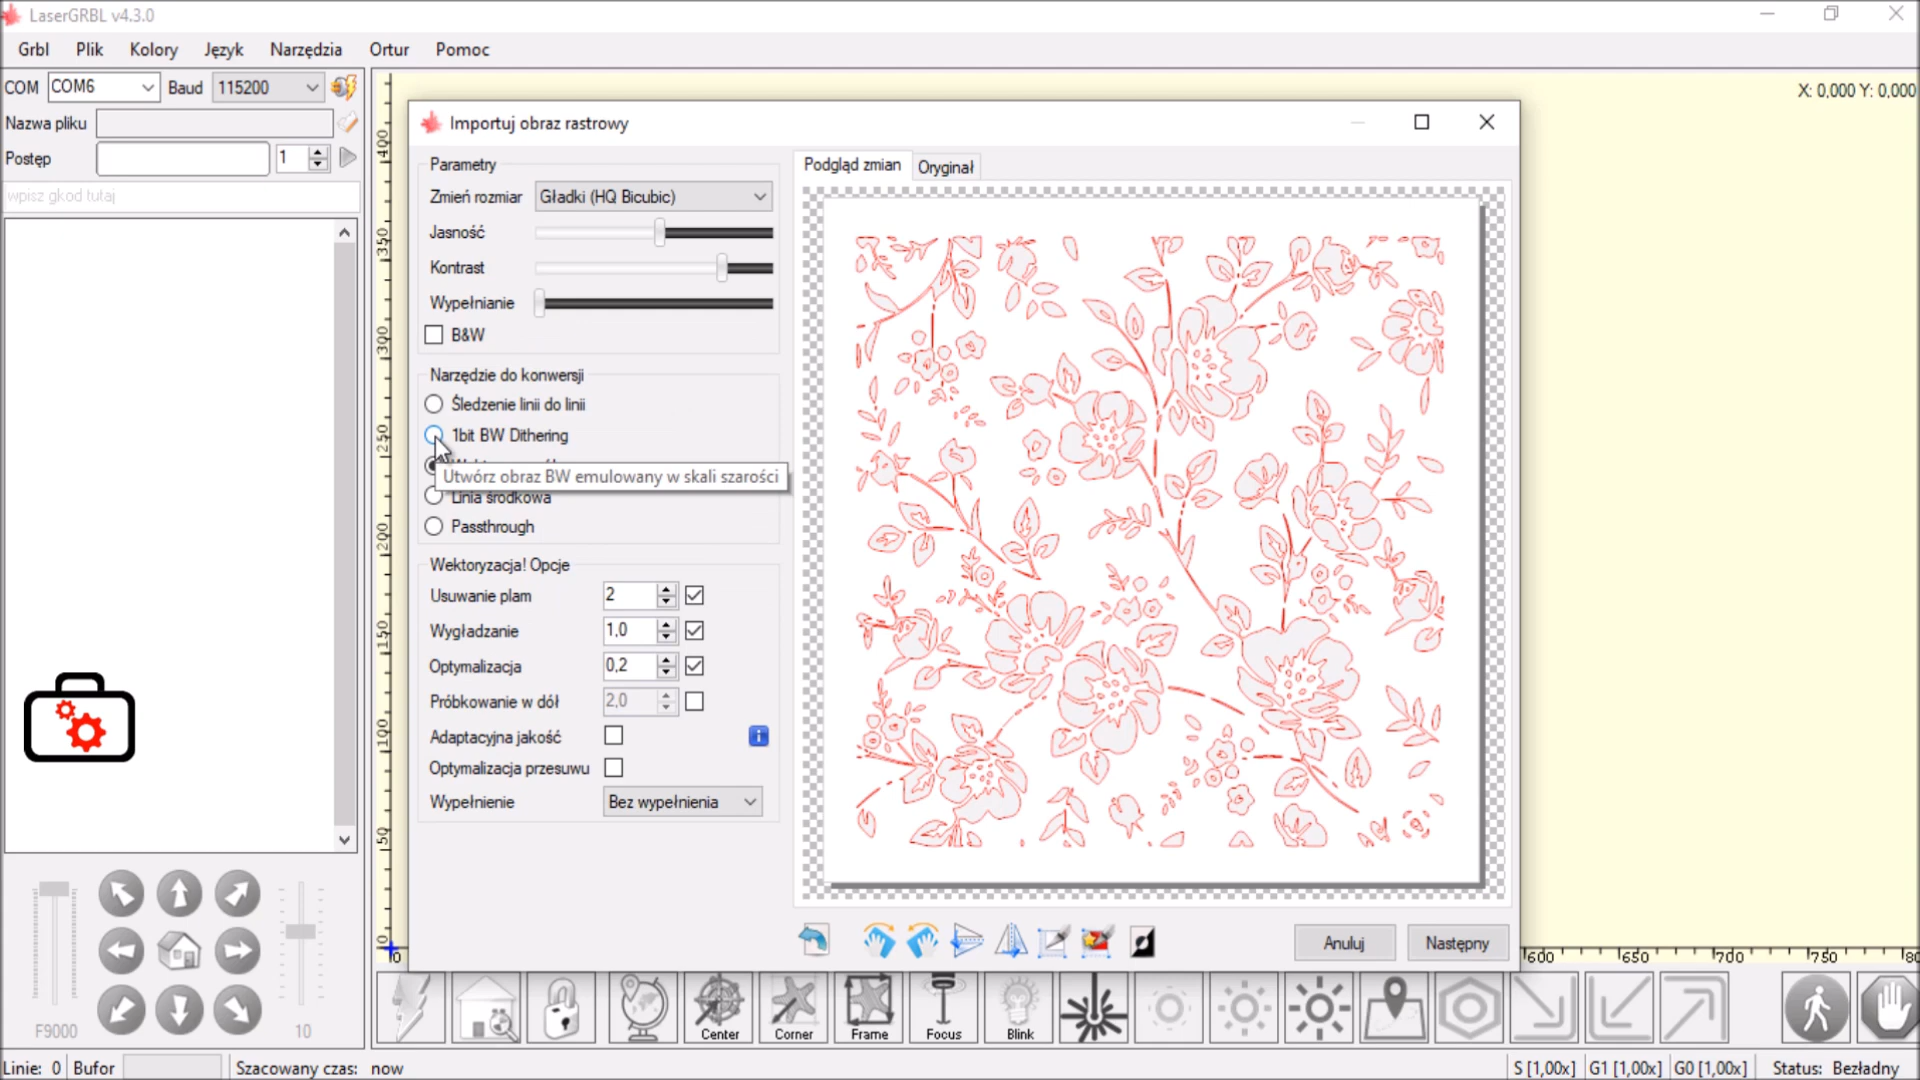 LaserGRBL v4.3.0
Grbl Plik Kolory Język Narzędzia Ortur Pomoc
COM COM6 Baud 115200
X: 0,000 Y: 0,000
Nazwa pliku
Postęp 1
wpisz gkod tutaj
Importuj obraz rastrowy
Parametry
Zmień rozmiar Gładki (HQ Bicubic)
Jasność
Kontrast
Wypełnianie
B&W
Narzędzie do konwersji
Śledzenie linii do linii
1bit BW Dithering
Utwórz obraz BW emulowany w skali szarości
Linia środkowa
Passthrough
Wektoryzacja! Opcje
Usuwanie plam 2
Wygładzanie 1,0
Optymalizacja 0,2
Próbkowanie w dół 2,0
Adaptacyjna jakość
Optymalizacja przesuwu
Wypełnienie Bez wypełnienia
Podgląd zmian Oryginał
Anuluj Następny
400
350
300
250
200
150
100
50
0
0 600 650 700 750
F9000 10
Center Corner Frame Focus Blink
Linie: 0 Bufor Szacowany czas: now S [1,00x] G1 [1,00x] G0 [1,00x] Status: Bezładny